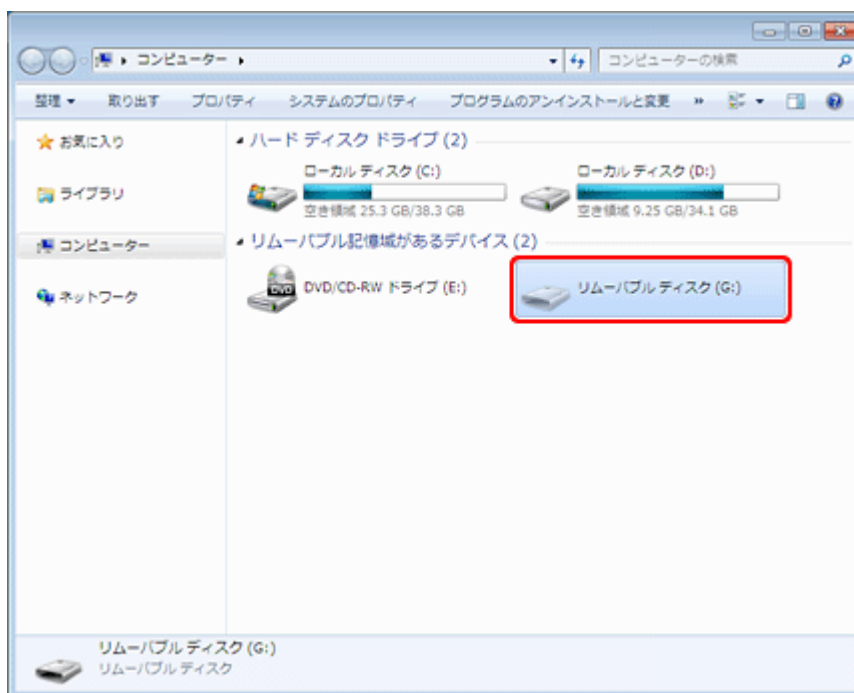 コンピューター
コンピューターの検索
整理 取り出す プロパティ システムのプロパティ プログラムのアンインストールと変更 »
お気に入り
ライブラリ
コンピューター
ネットワーク
ハード ディスク ドライブ (2)
ローカル ディスク (C:)
空き領域 25.3 GB/38.3 GB
ローカル ディスク (D:)
空き領域 9.25 GB/34.1 GB
リムーバブル記憶域があるデバイス (2)
DVD
DVD/CD-RW ドライブ (E:)
リムーバブル ディスク (G:)
リムーバブル ディスク (G:)
リムーバブル ディスク